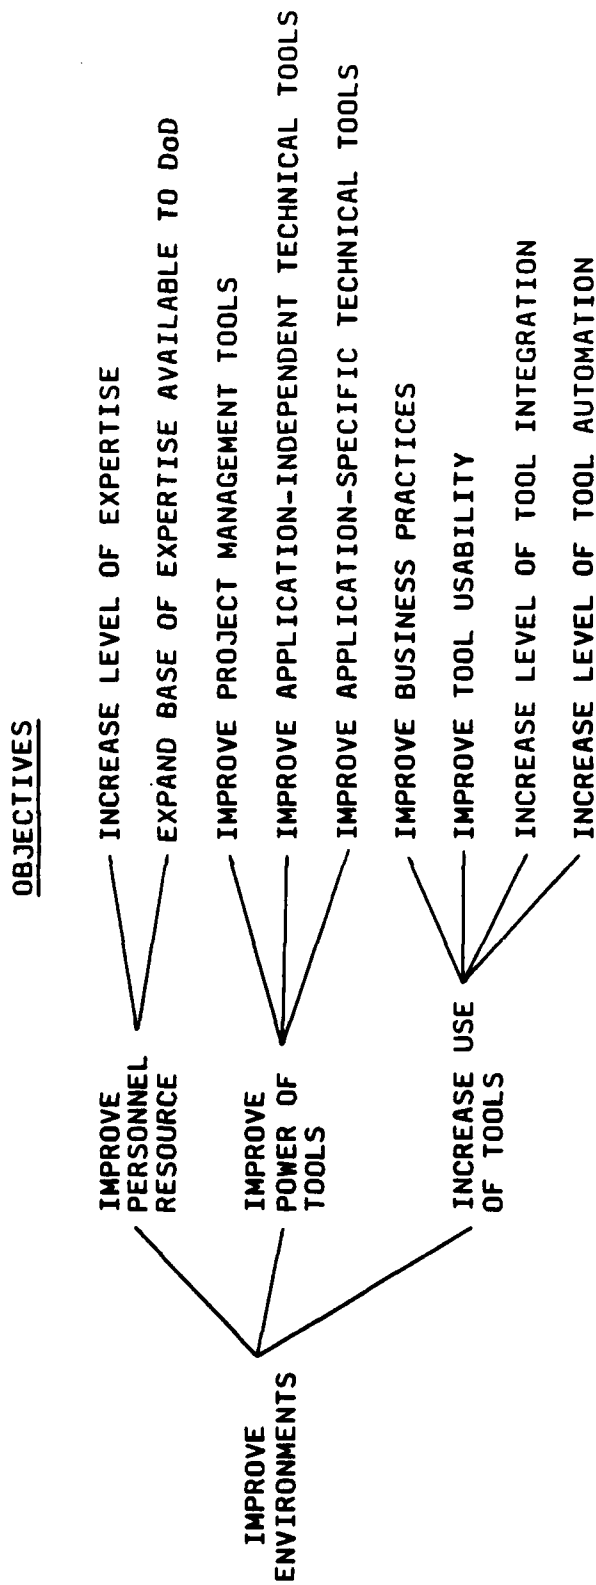 OBJECTIVES
IMPROVE
ENVIRONMENTS
IMPROVE
PERSONNEL
RESOURCE
INCREASE LEVEL OF EXPERTISE
EXPAND BASE OF EXPERTISE AVAILABLE TO DoD
IMPROVE
POWER OF
TOOLS
IMPROVE PROJECT MANAGEMENT TOOLS
IMPROVE APPLICATION-INDEPENDENT TECHNICAL TOOLS
IMPROVE APPLICATION-SPECIFIC TECHNICAL TOOLS
INCREASE USE
OF TOOLS
IMPROVE BUSINESS PRACTICES
IMPROVE TOOL USABILITY
INCREASE LEVEL OF TOOL INTEGRATION
INCREASE LEVEL OF TOOL AUTOMATION